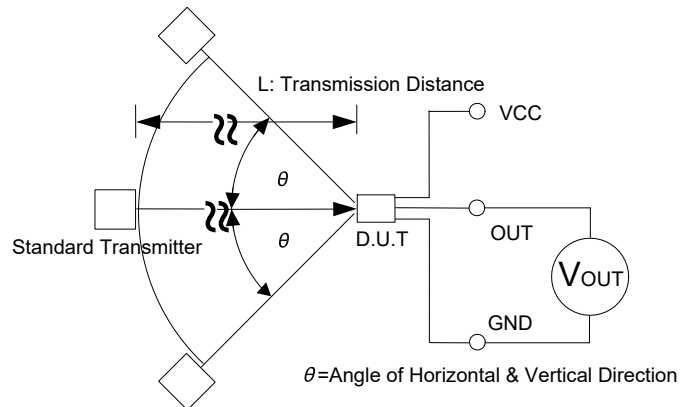 L: Transmission Distance
VCC
θ
Standard Transmitter
θ
D.U.T
OUT
VOUT
GND
θ=Angle of Horizontal & Vertical Direction